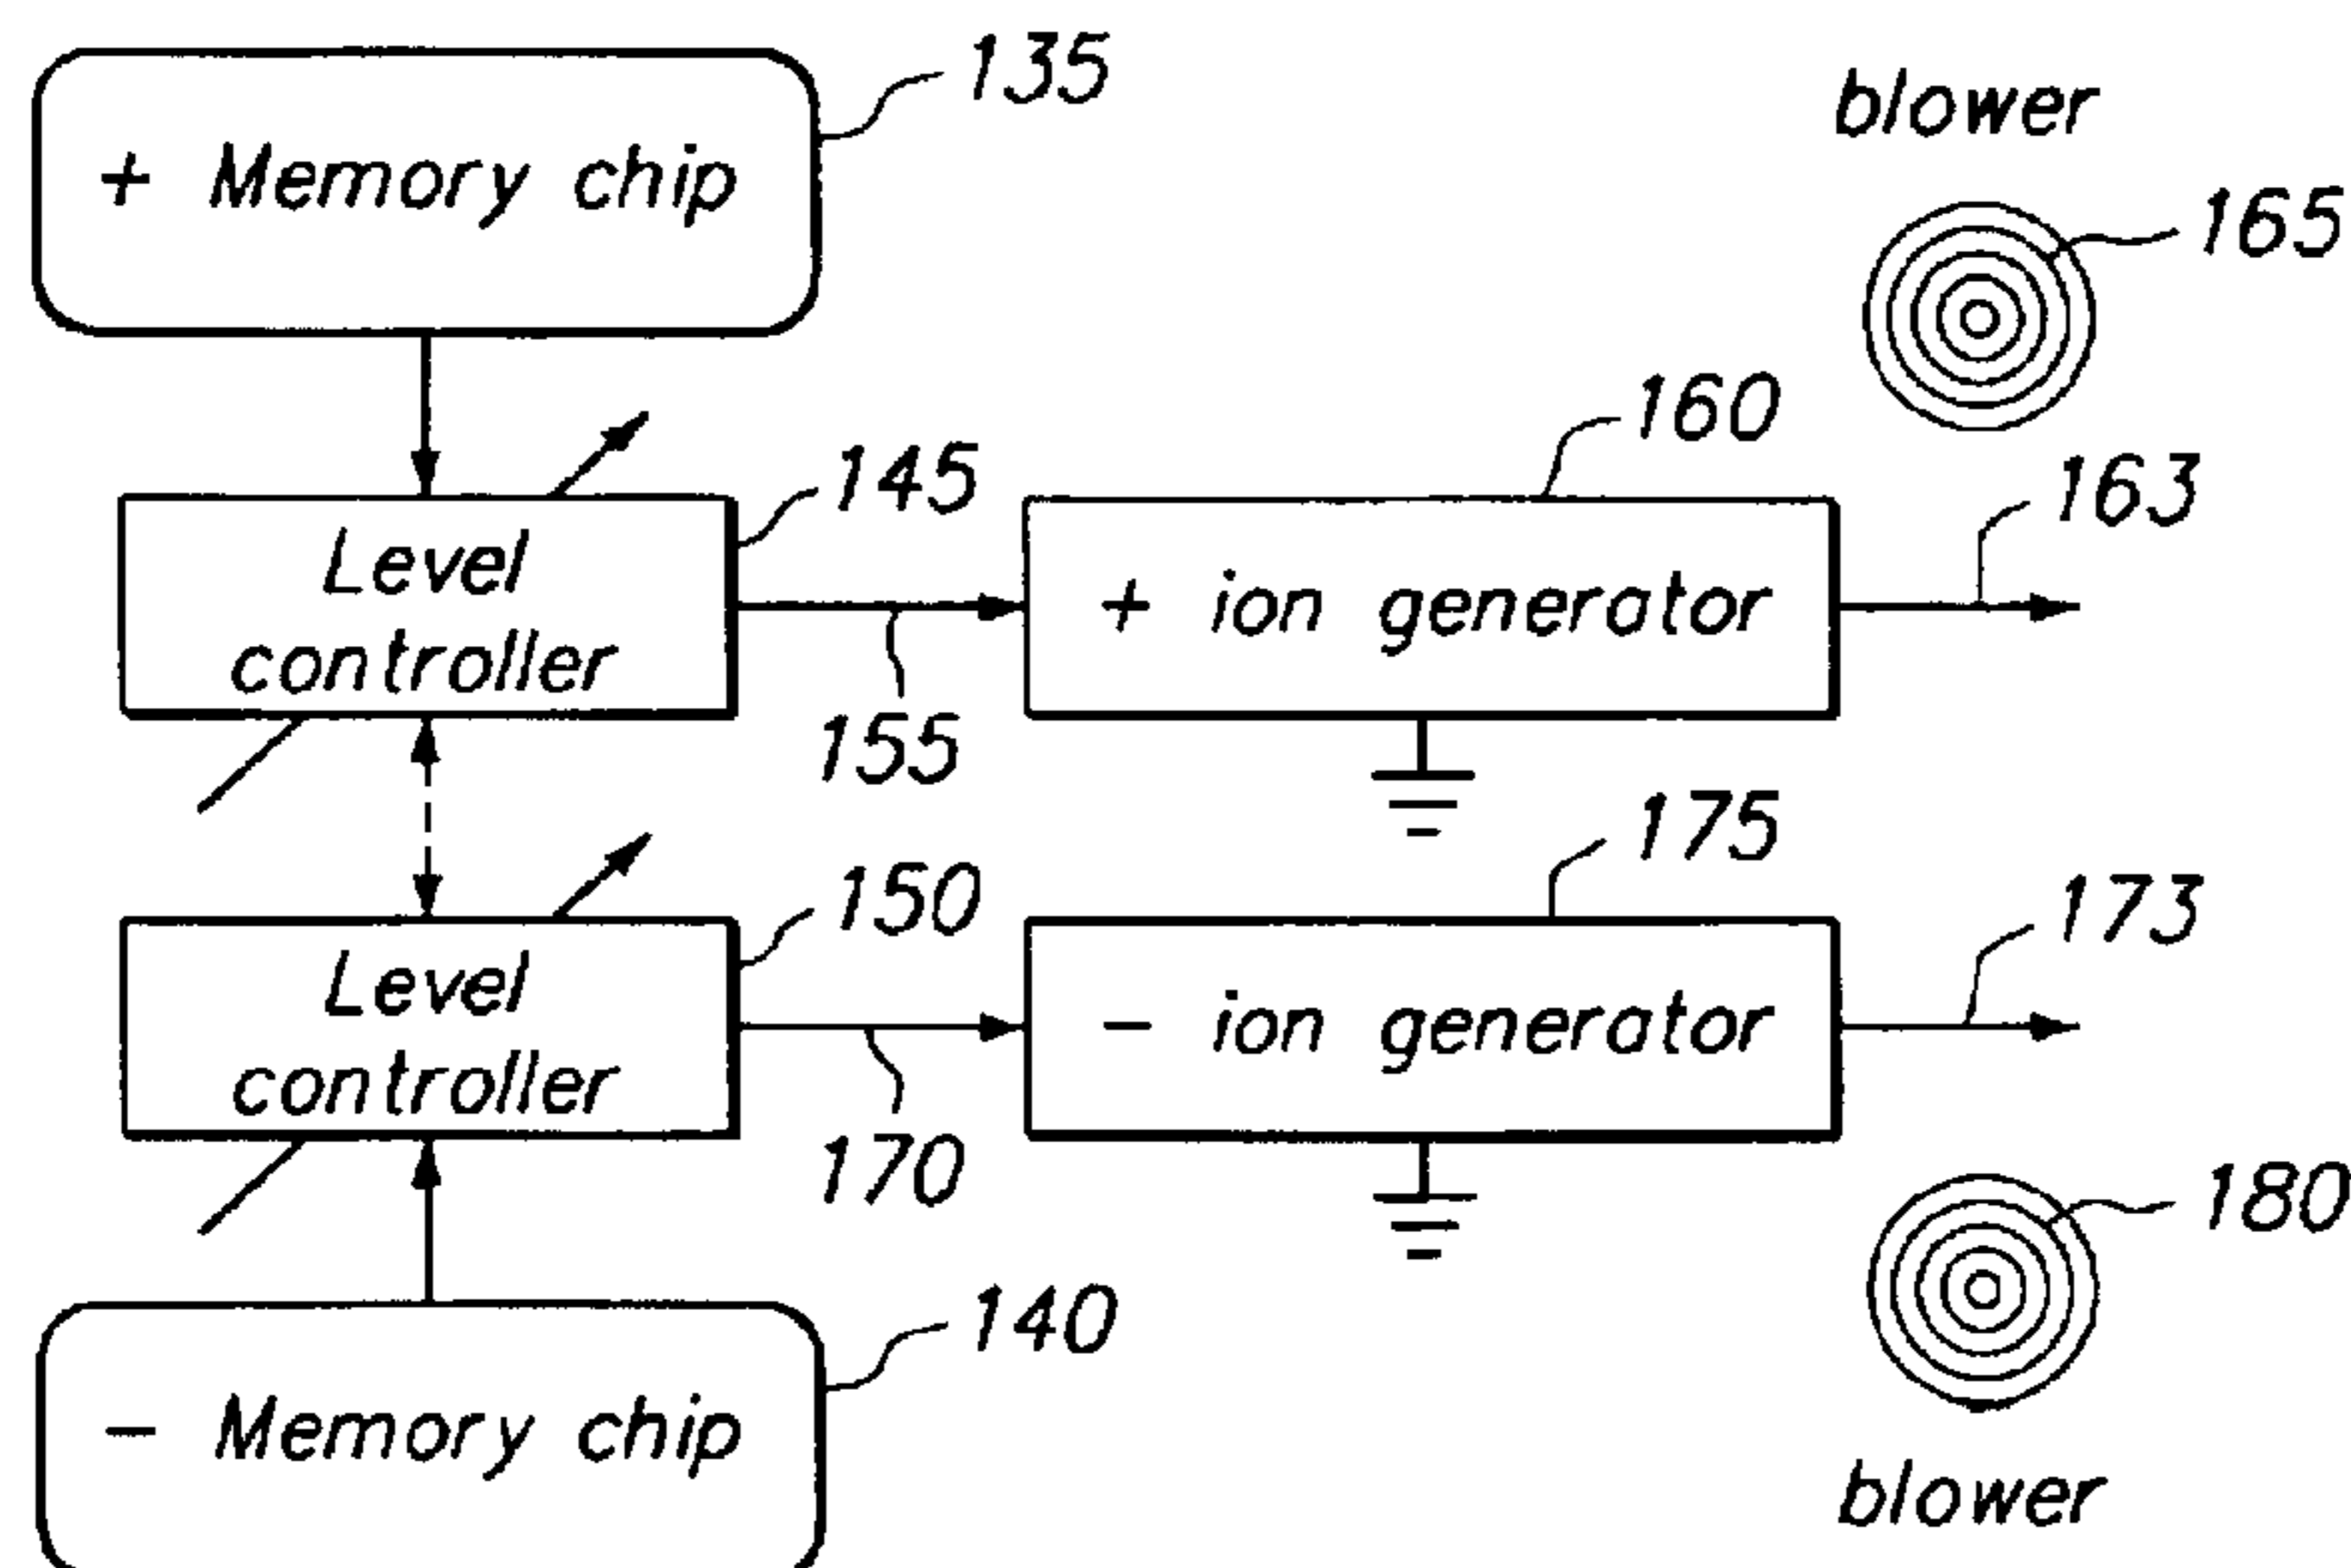 135
+ Memory chip
blower
165
160
145
163
Level
controller
+ ion generator
155
175
173
150
Level
controller
- ion generator
170
180
140
- Memory chip
blower